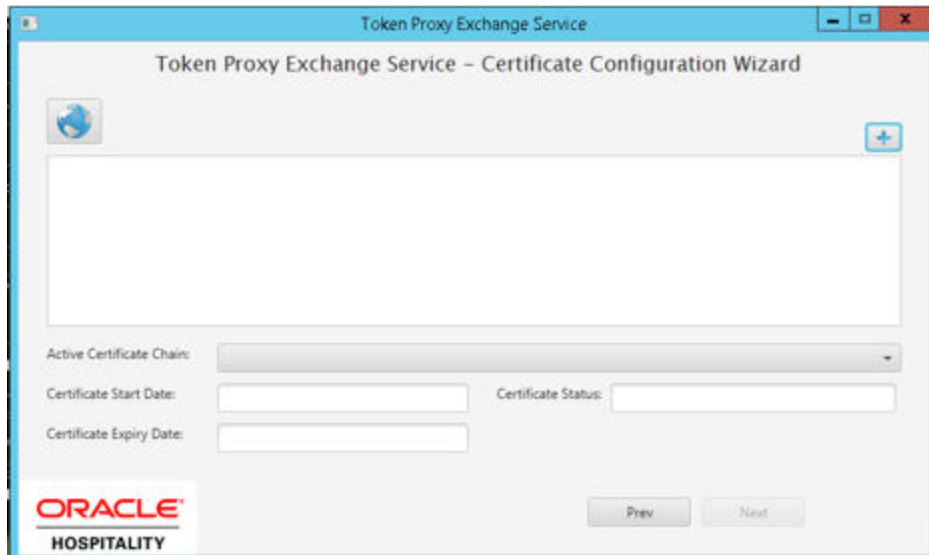 Token Proxy Exchange Service
Token Proxy Exchange Service – Certificate Configuration Wizard
Active Certificate Chain:
Certificate Start Date:
Certificate Status:
Certificate Expiry Date:
ORACLE
HOSPITALITY
Prev
Next